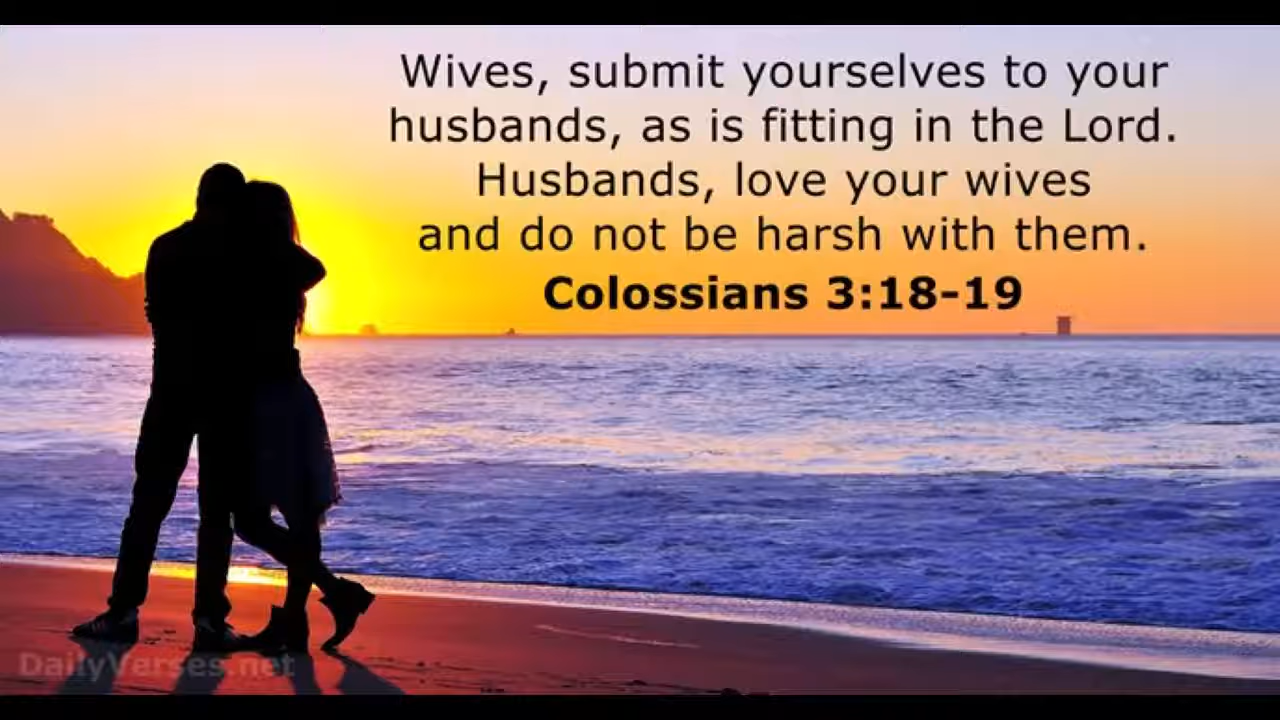 Wives, submit yourselves to your
husbands, as is fitting in the Lord.
Husbands, love your wives
and do not be harsh with them.
Colossians 3:18-19
DailyVerses.net